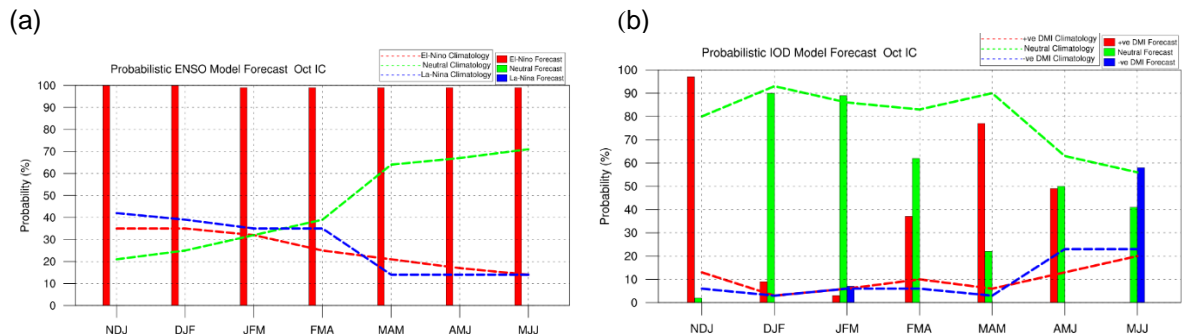 (a)
El-Nino Climatology
Neutral Climatology
La-Nina Climatology
El-Nino Forecast
Neutral Forecast
La-Nina Forecast
Probabilistic ENSO Model Forecast Oct IC
Probability (%)
100
90
80
70
60
50
40
30
20
10
0
NDJ DJF JFM FMA MAM AMJ MJJ
(b)
+ve DMI Climatology
Neutral Climatology
-ve DMI Climatology
+ve DMI Forecast
Neutral Forecast
-ve DMI Forecast
Probabilistic IOD Model Forecast Oct IC
Probability (%)
100
90
80
70
60
50
40
30
20
10
0
NDJ DJF JFM FMA MAM AMJ MJJ